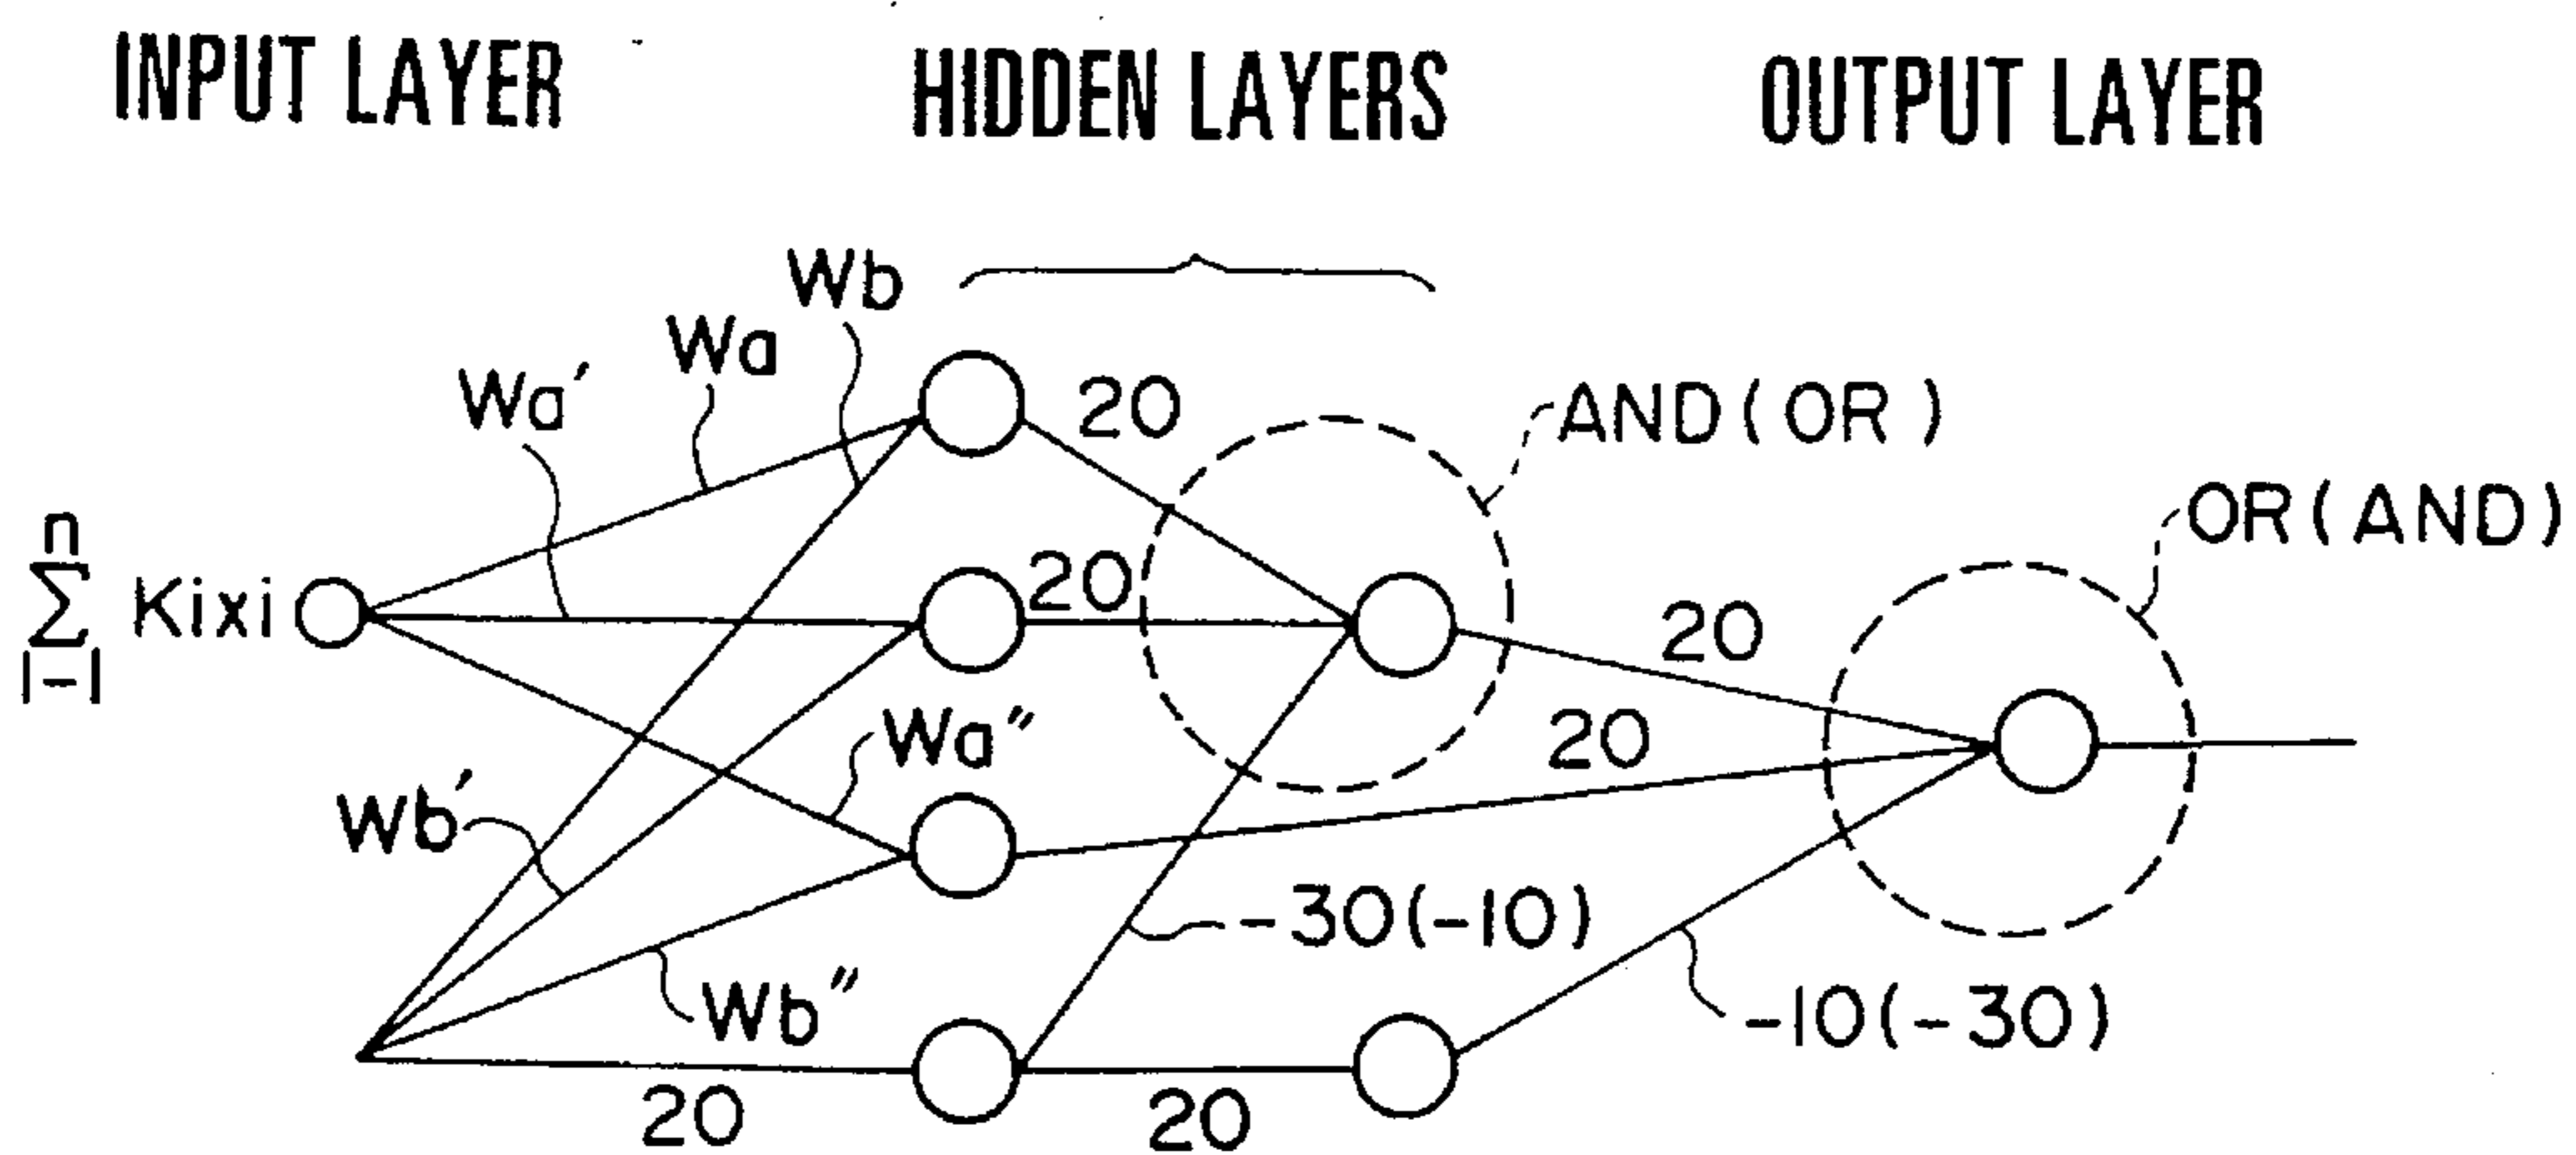 INPUT LAYER
HIDDEN LAYERS
OUTPUT LAYER
Wb
Wa
Wa′
20
AND(OR)
OR(AND)
n
Σ Kixi
I-I
20
20
20
Wa″
Wb′
-30(-10)
Wb″
-10(-30)
20
20